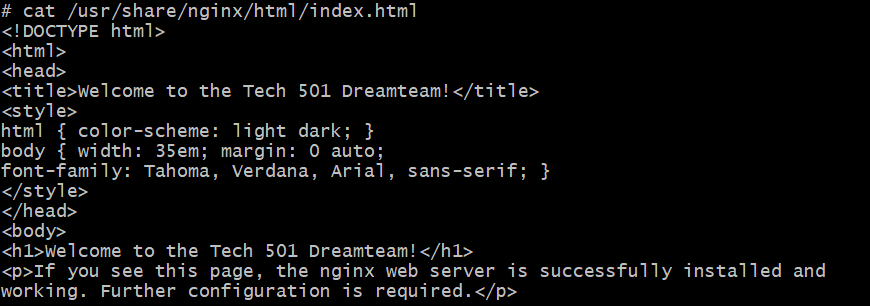 # cat /usr/share/nginx/html/index.html
<!DOCTYPE html>
<html>
<head>
<title>Welcome to the Tech 501 Dreamteam!</title>
<style>
html { color-scheme: light dark; }
body { width: 35em; margin: 0 auto;
font-family: Tahoma, Verdana, Arial, sans-serif; }
</style>
</head>
<body>
<h1>Welcome to the Tech 501 Dreamteam!</h1>
<p>If you see this page, the nginx web server is successfully installed and
working. Further configuration is required.</p>